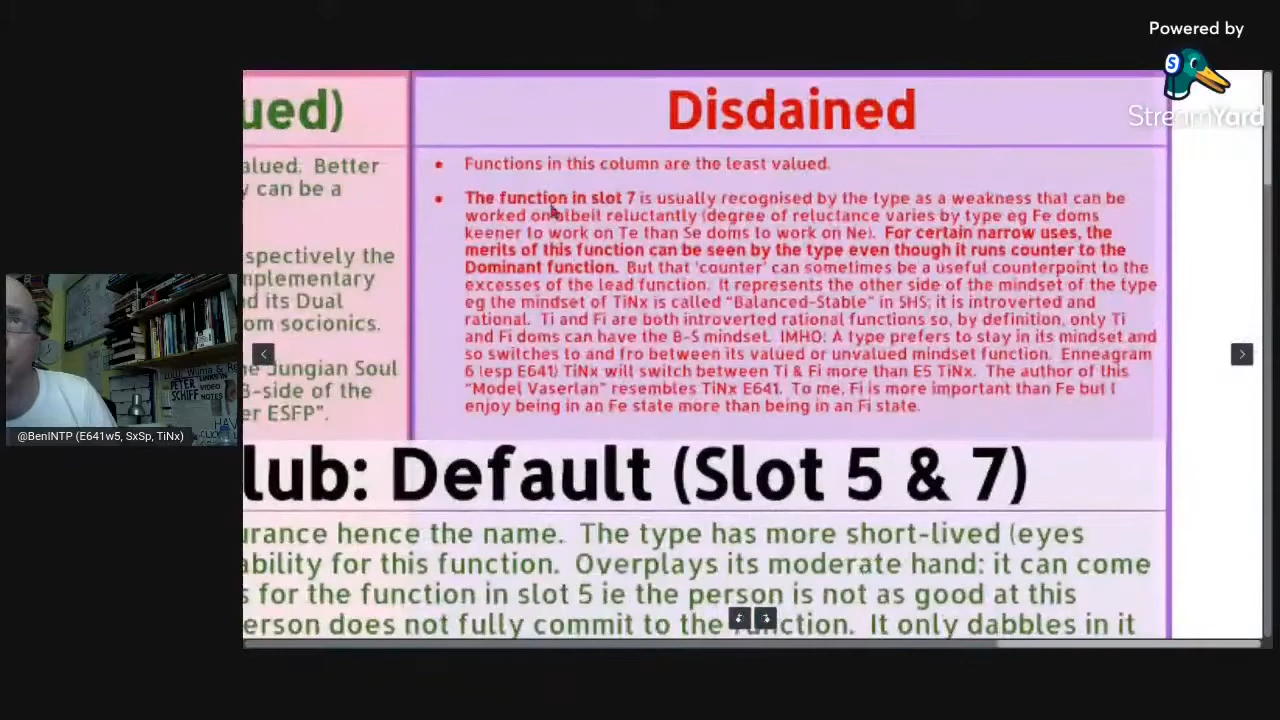 Powered by
StreamYard
ued)
Disdained
alued. Better
y can be a
spectively the
mplementary
d its Dual
om socionics.
e Jungian Soul
B-side of the
er ESFP".
• Functions in this column are the least valued.
• The function in slot 7 is usually recognised by the type as a weakness that can be
worked on albeit reluctantly (degree of reluctance varies by type eg Fe doms
keener to work on Te than Se doms to work on Ne). For certain narrow uses, the
merits of this function can be seen by the type even though it runs counter to the
Dominant function. But that 'counter' can sometimes be a useful counterpoint to the
excesses of the lead function. It represents the other side of the mindset of the type
eg the mindset of TiNx is called "Balanced-Stable" in SHS; it is introverted and
rational. Ti and Fi are both introverted rational functions so, by definition, only Ti
and Fi doms can have the B-S mindset. IMHO: A type prefers to stay in its mindset and
so switches to and fro between its valued or unvalued mindset function. Enneagram
6 (esp E641) TiNx will switch between Ti & Fi more than E5 TiNx. The author of this
"Model Vaserlan" resembles TiNx E641. To me, Fi is more important than Fe but I
enjoy being in an Fe state more than being in an Fi state.
lub: Default (Slot 5 & 7)
urance hence the name. The type has more short-lived (eyes
ability for this function. Overplays its moderate hand: it can come
s for the function in slot 5 ie the person is not as good at this
erson does not fully commit to the function. It only dabbles in it
PETER
SCHIFF
VIDEO
NOTES
@BenINTP (E641w5, SxSp, TiNx)